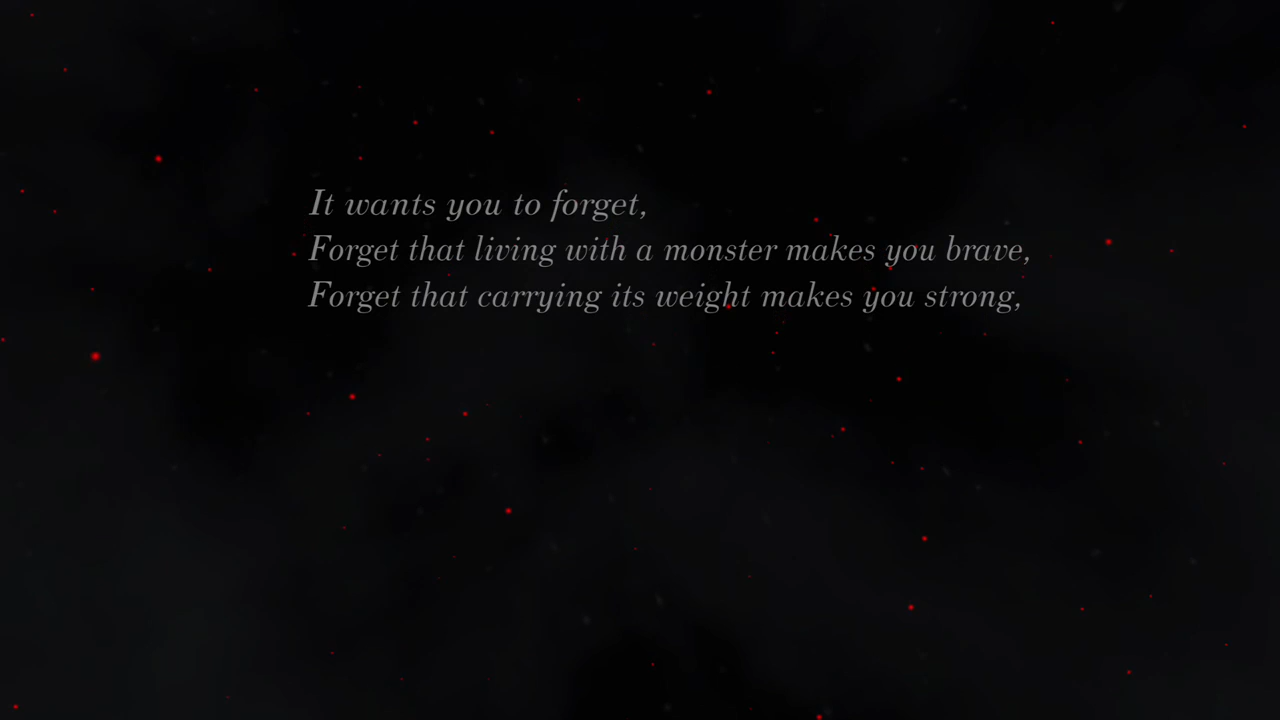 It wants you to forget,
Forget that living with a monster makes you brave,
Forget that carrying its weight makes you strong,